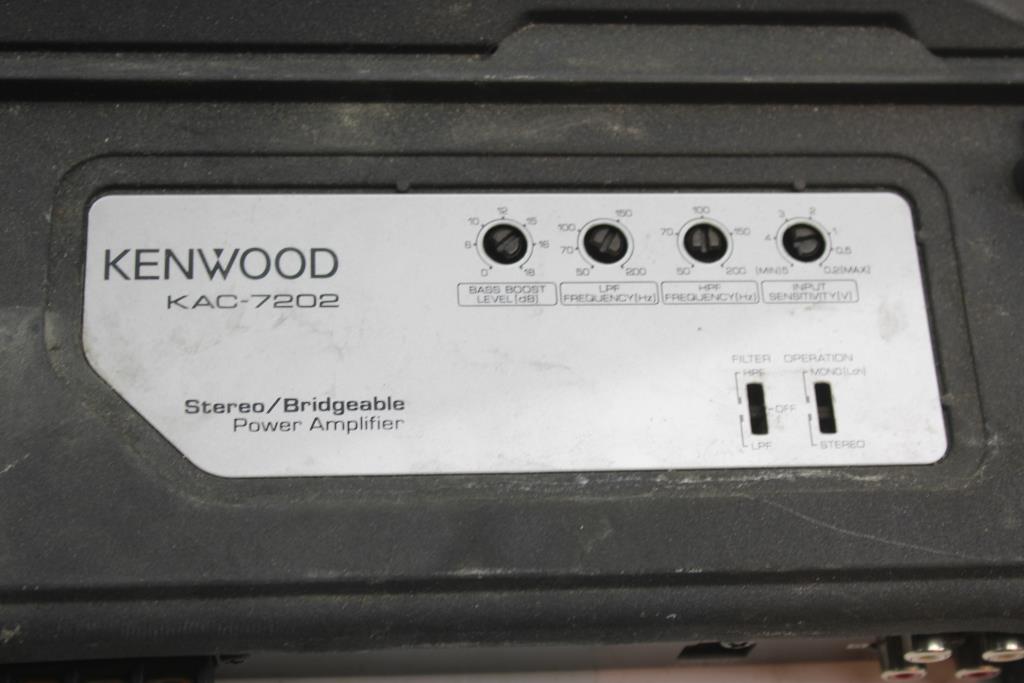 KENWOOD
KAC-7202
Stereo/Bridgeable
Power Amplifier
0 6 10 12 15 16 18
BASS BOOST
LEVEL(dB)
50 70 100 150 200
LPF
FREQUENCY(Hz)
50 70 100 150 200
HPF
FREQUENCY(Hz)
(MIN)5 4 3 2 1 0.5 0.2(MAX)
INPUT
SENSITIVITY(V)
FILTER
HPF
OFF
LPF
OPERATION
MONO(Lch)
STEREO